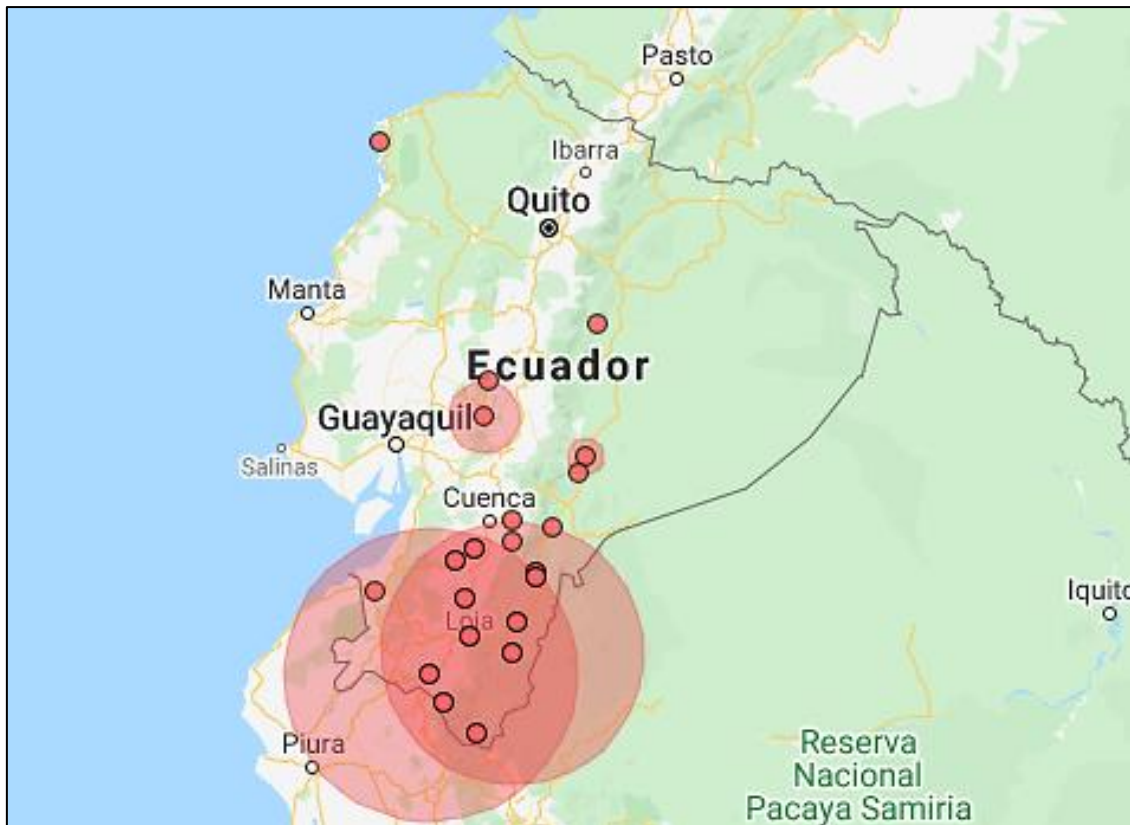 Pasto
Ibarra
Quito
Manta
Ecuador
Guayaquil
Salinas
Cuenca
Iquito
Loja
Piura
Reserva
Nacional
Pacaya Samiria